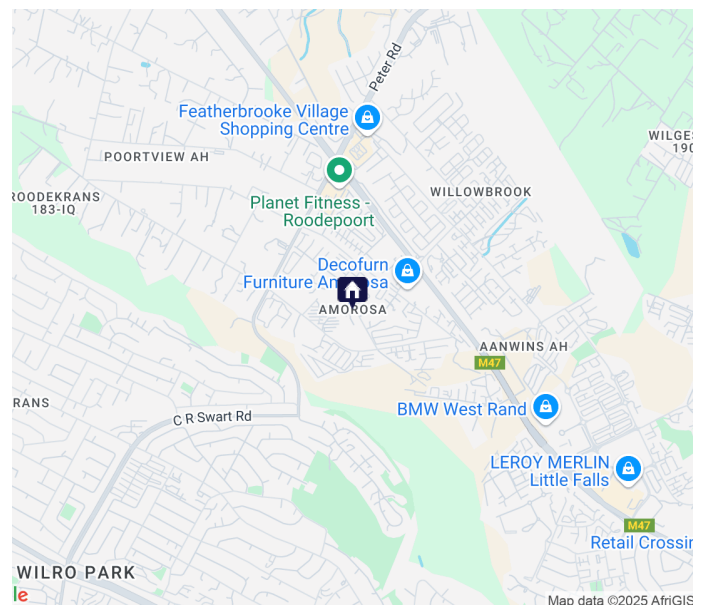 Peter Rd
Featherbrooke Village
Shopping Centre
POORTVIEW AH
WILGES
190
ROODEKRANS
183-IQ
WILLOWBROOK
Planet Fitness -
Roodepoort
Decofurn
Furniture Amorosa
AMOROSA
AANWINS AH
M47
RANS
C R Swart Rd
BMW West Rand
LEROY MERLIN
Little Falls
M47
Retail Crossin
WILRO PARK
le
Map data ©2025 AfriGIS